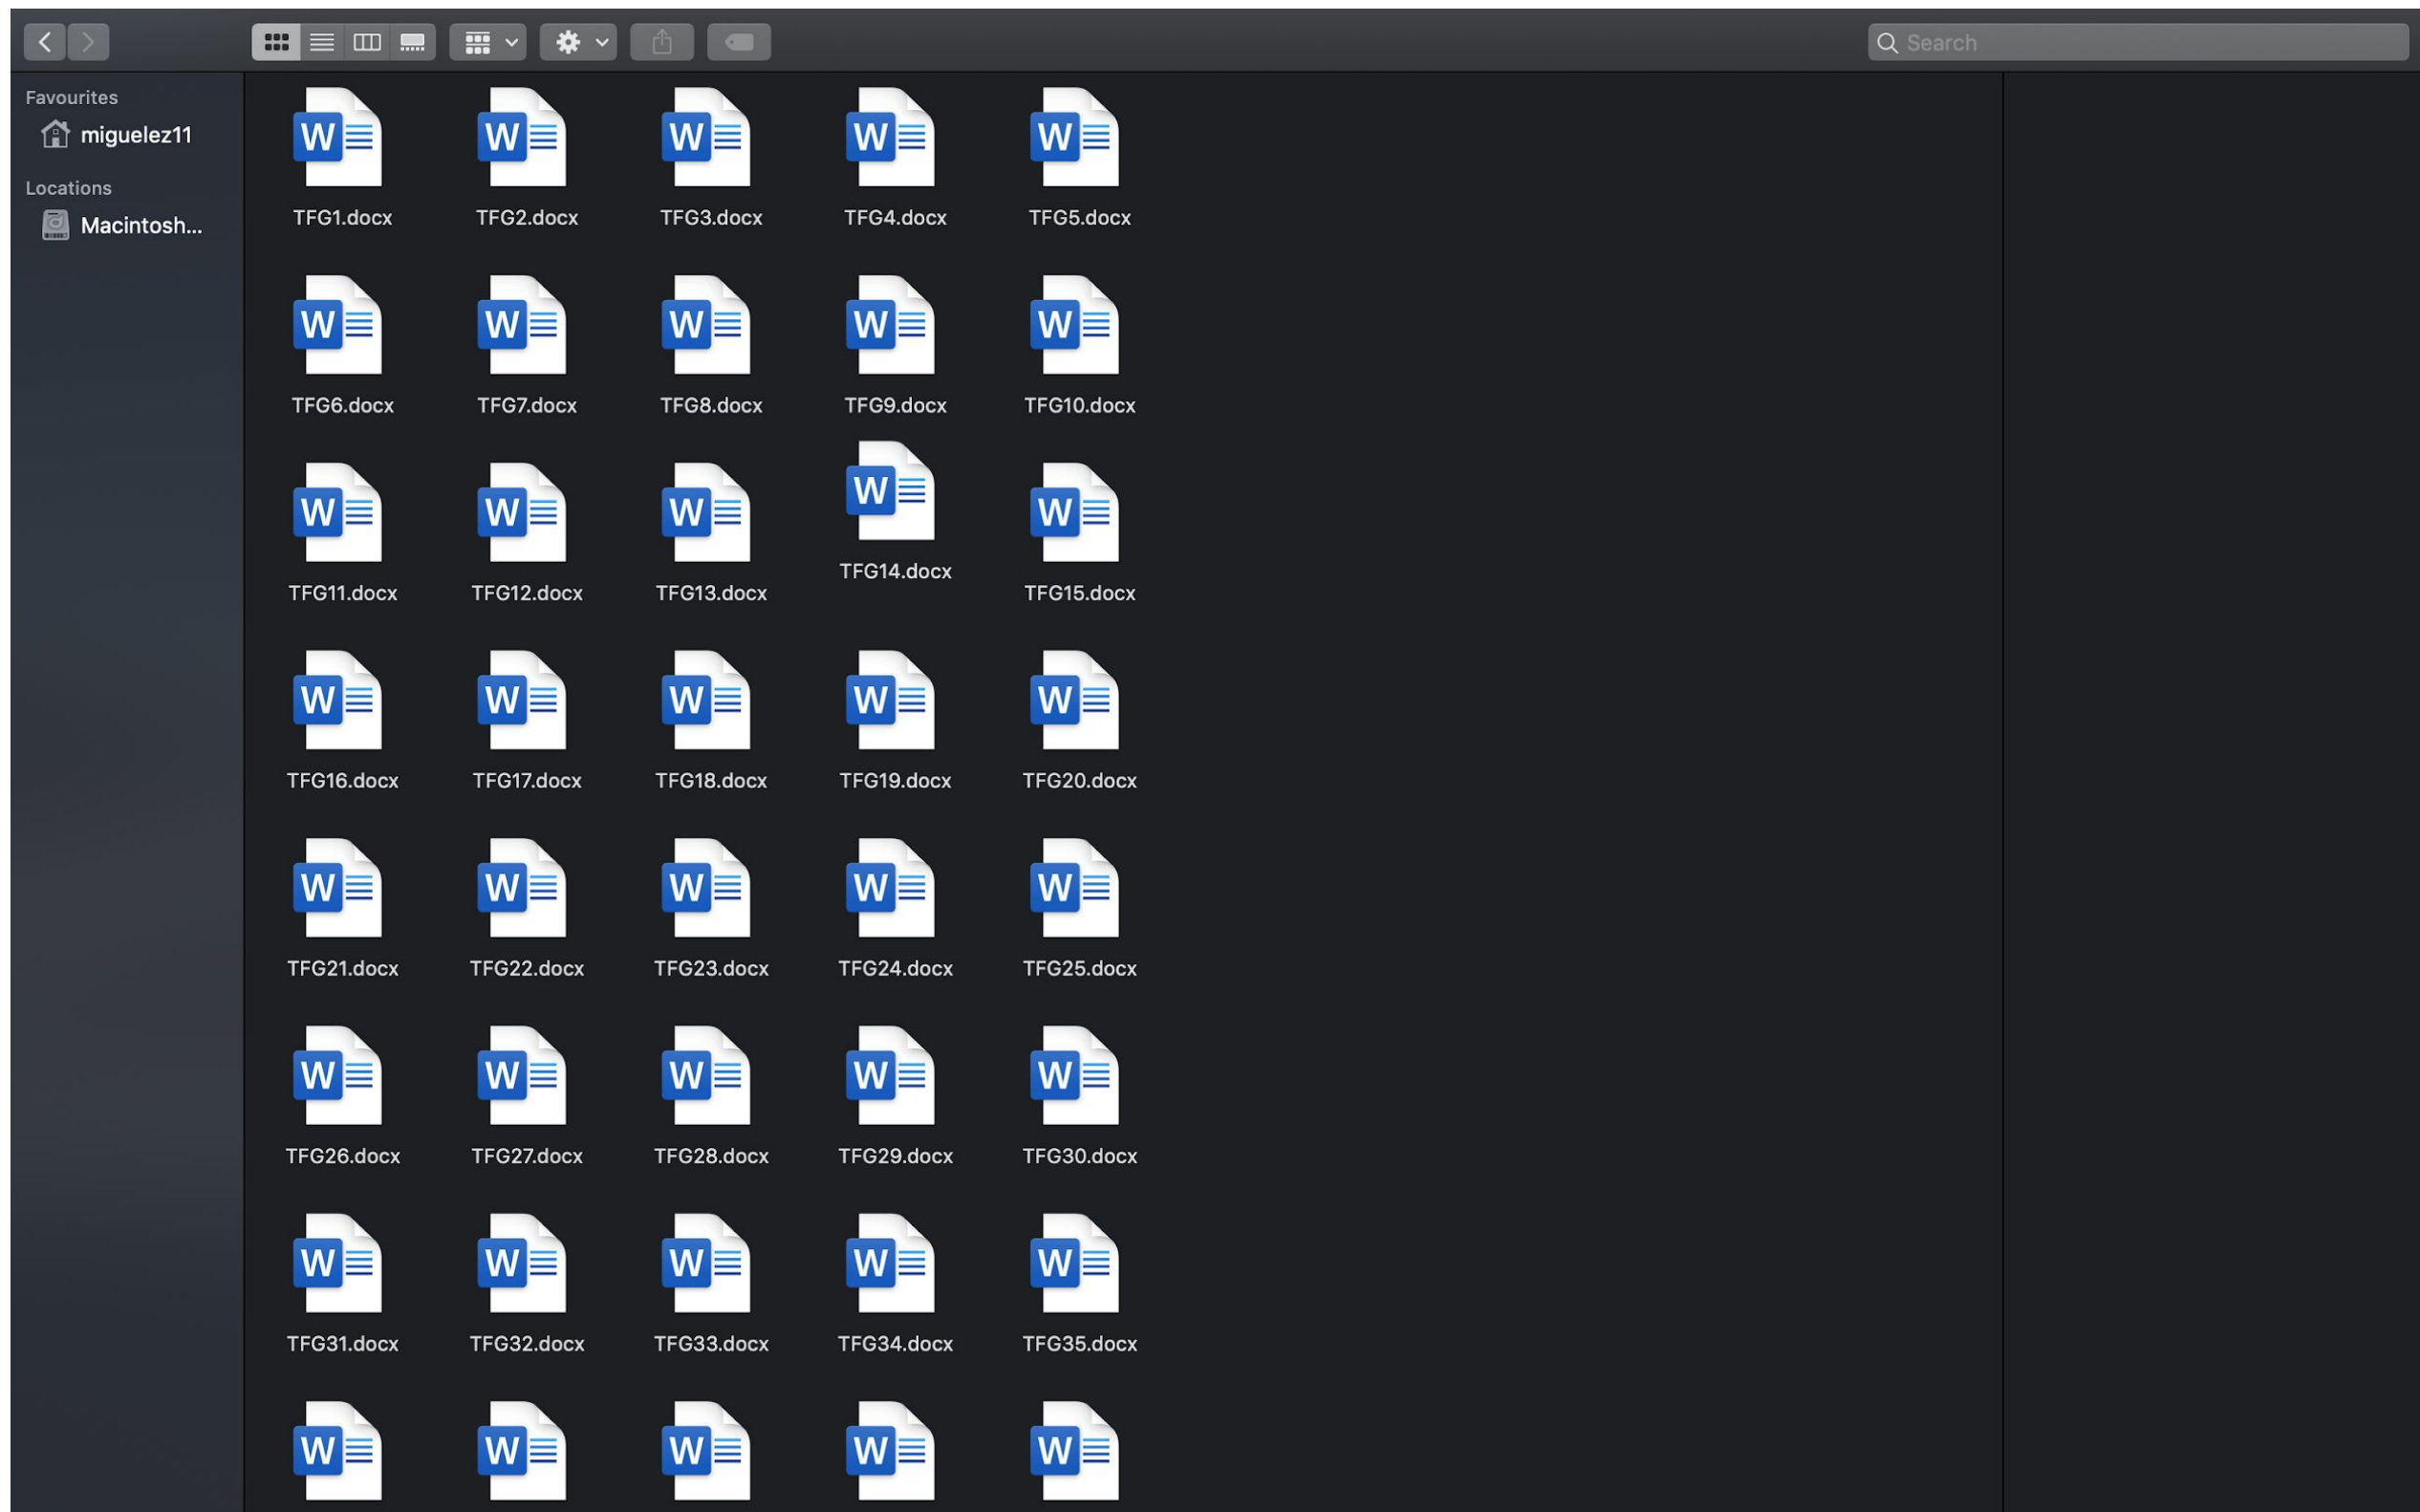 Search
Favourites
miguelez11
Locations
Macintosh...
TFG1.docx TFG2.docx TFG3.docx TFG4.docx TFG5.docx
TFG6.docx TFG7.docx TFG8.docx TFG9.docx TFG10.docx
TFG11.docx TFG12.docx TFG13.docx TFG14.docx TFG15.docx
TFG16.docx TFG17.docx TFG18.docx TFG19.docx TFG20.docx
TFG21.docx TFG22.docx TFG23.docx TFG24.docx TFG25.docx
TFG26.docx TFG27.docx TFG28.docx TFG29.docx TFG30.docx
TFG31.docx TFG32.docx TFG33.docx TFG34.docx TFG35.docx